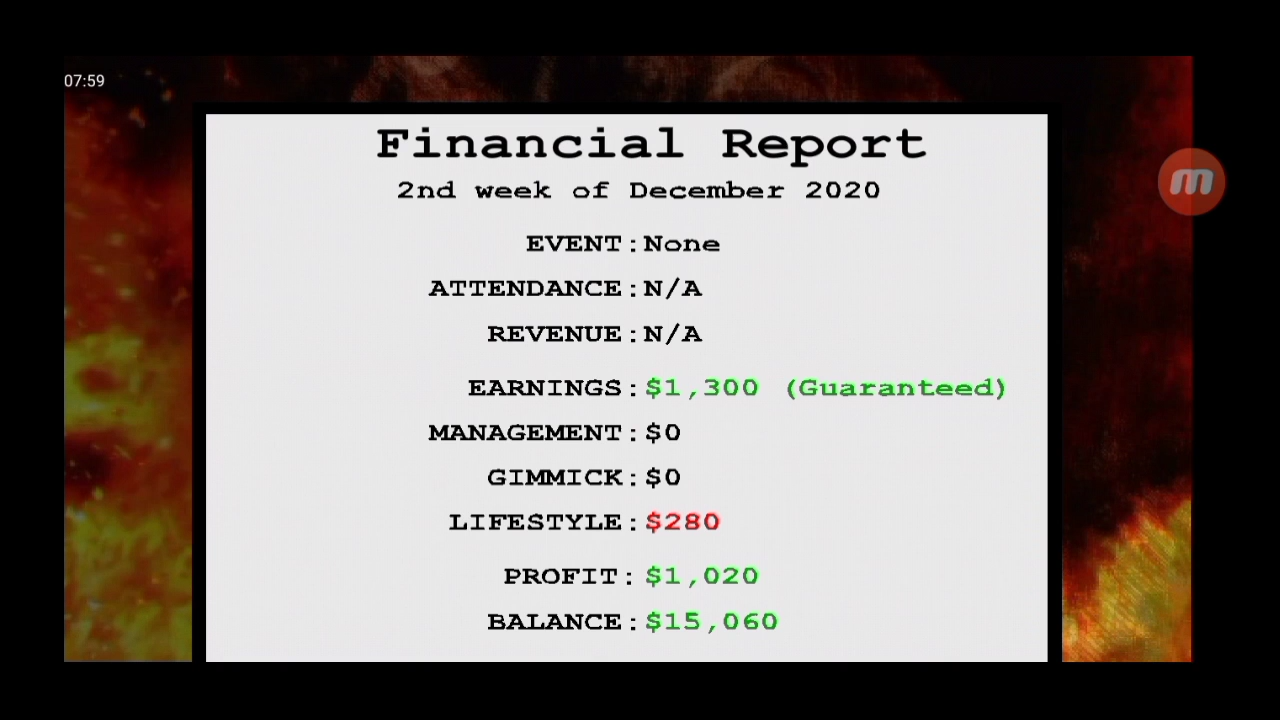 07:59
Financial Report
2nd week of December 2020
EVENT:None
ATTENDANCE:N/A
REVENUE:N/A
EARNINGS:$1,300 (Guaranteed)
MANAGEMENT:$0
GIMMICK:$0
LIFESTYLE:$280
PROFIT:$1,020
BALANCE:$15,060